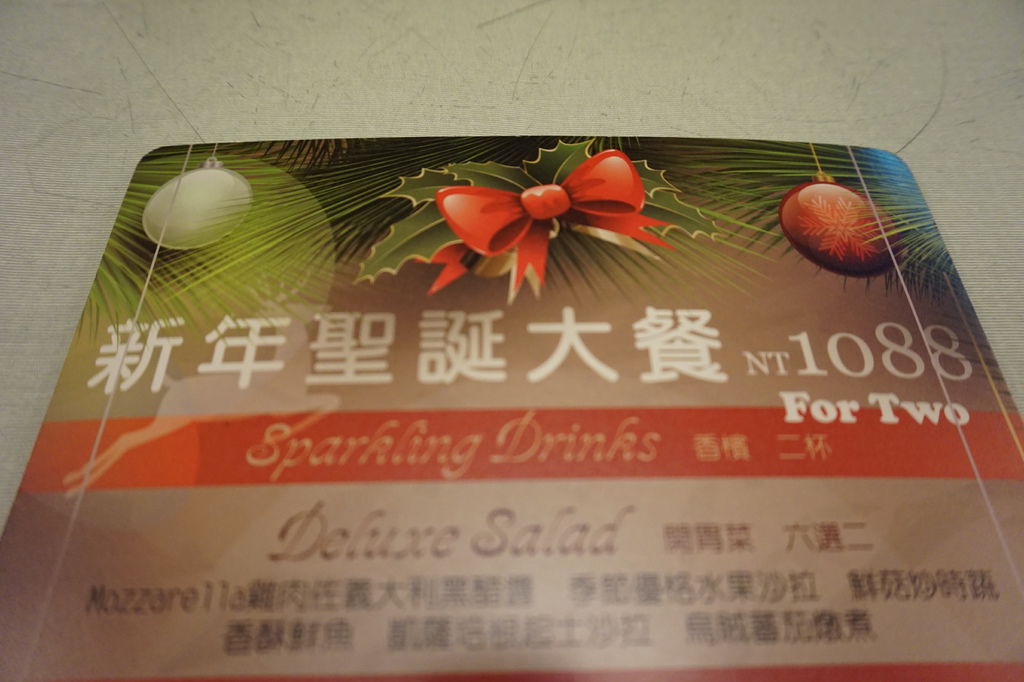 新年聖誕大餐 NT1088
For Two
Sparkling Drinks 香檳 二杯
Deluxe Salad 開胃菜 六選二
Mozzarella雞肉佐義大利黑醋醬 季節優格水果沙拉 鮮菇炒時蔬
香酥鮮魚 凱薩培根起士沙拉 烏賊蕃茄燉煮